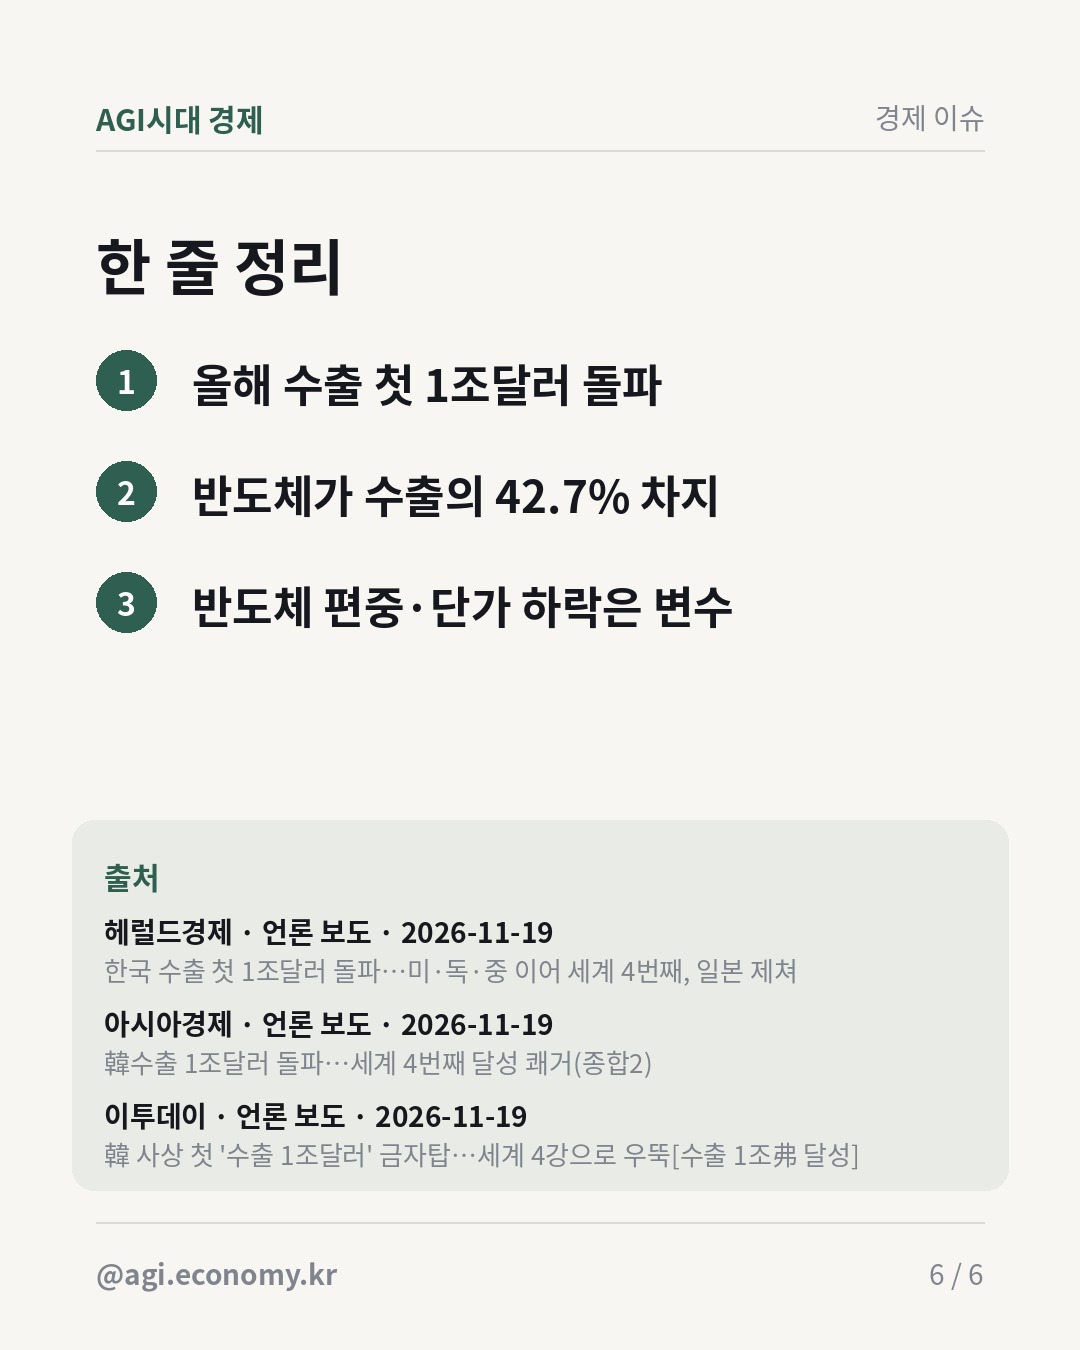 AGI시대 경제
경제 이슈
한 줄 정리
1 올해 수출 첫 1조달러 돌파
2 반도체가 수출의 42.7% 차지
3 반도체 편중·단가 하락은 변수
출처
헤럴드경제 · 언론 보도 · 2026-11-19
한국 수출 첫 1조달러 돌파…미·독·중 이어 세계 4번째, 일본 제쳐
아시아경제 · 언론 보도 · 2026-11-19
韓수출 1조달러 돌파…세계 4번째 달성 쾌거(종합2)
이투데이 · 언론 보도 · 2026-11-19
韓 사상 첫 '수출 1조달러' 금자탑…세계 4강으로 우뚝[수출 1조弗 달성]
@agi.economy.kr
6 / 6